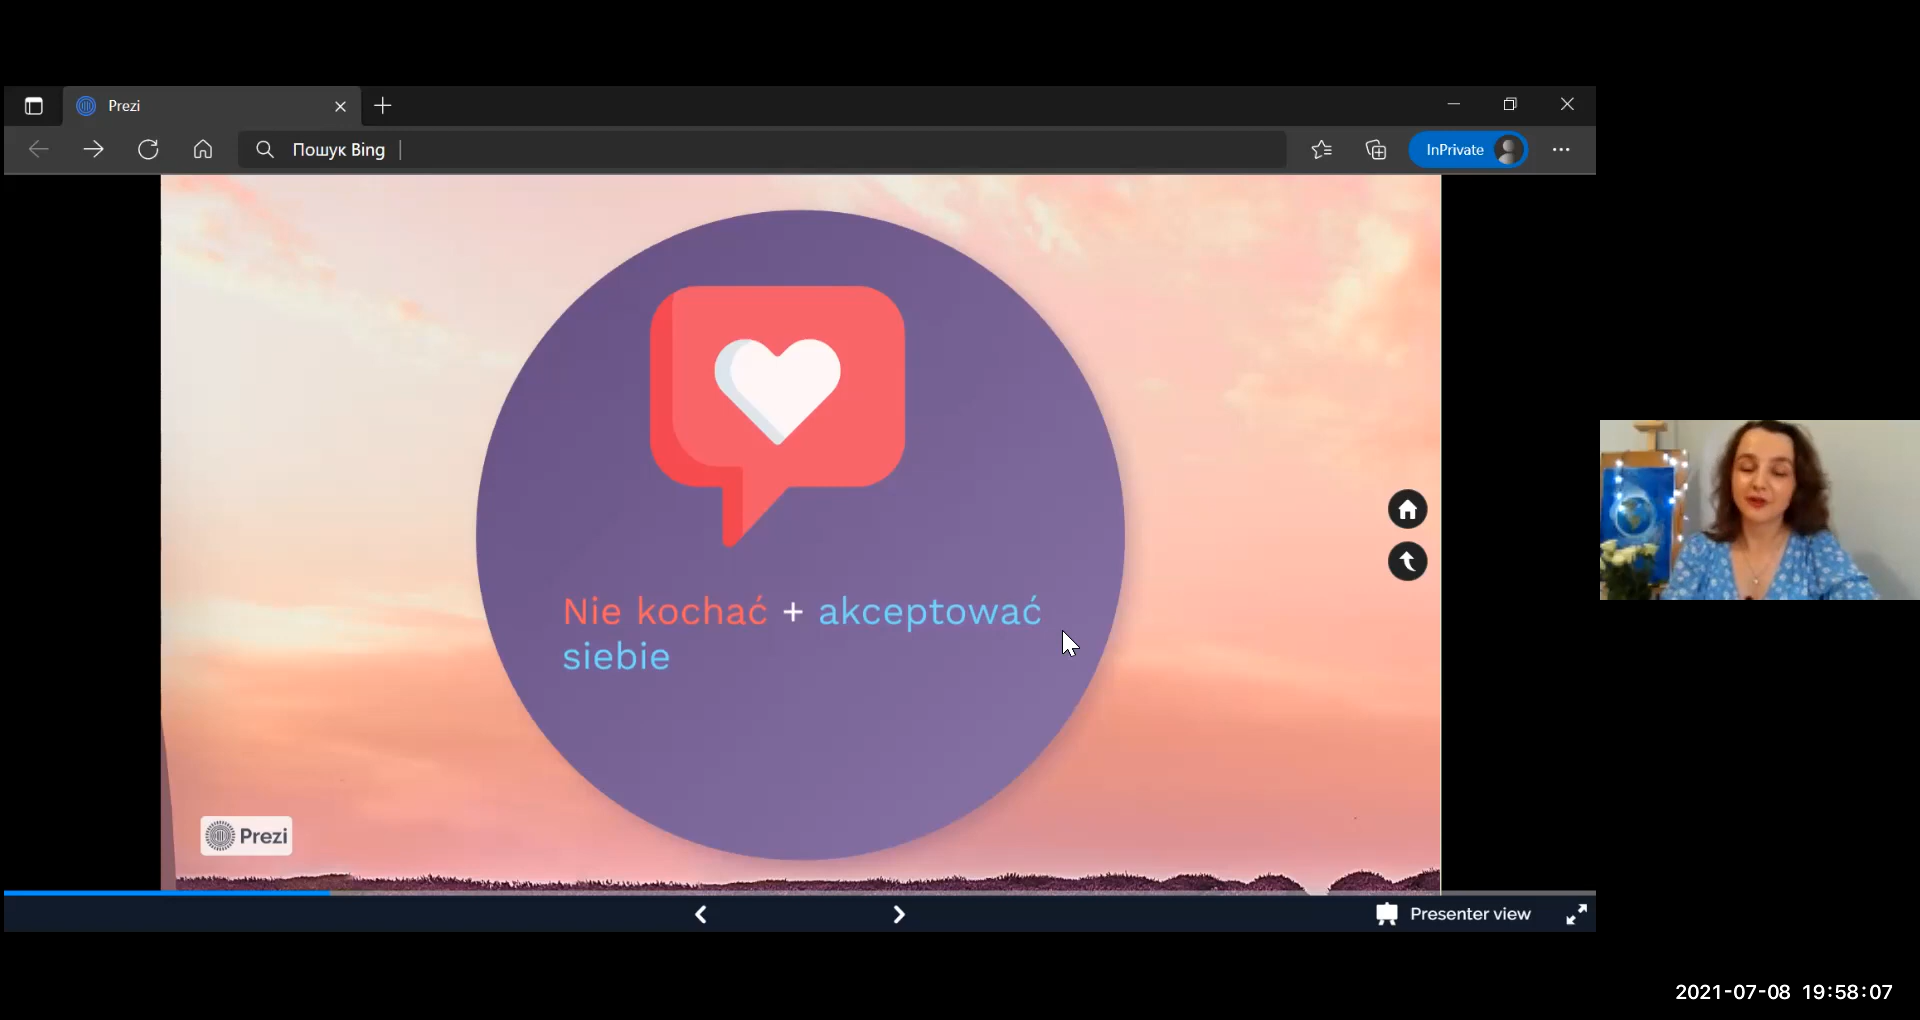 Prezi
Пошук Bing
InPrivate
Nie kochać + akceptować
siebie
Prezi
Presenter view
2021-07-08 19:58:07